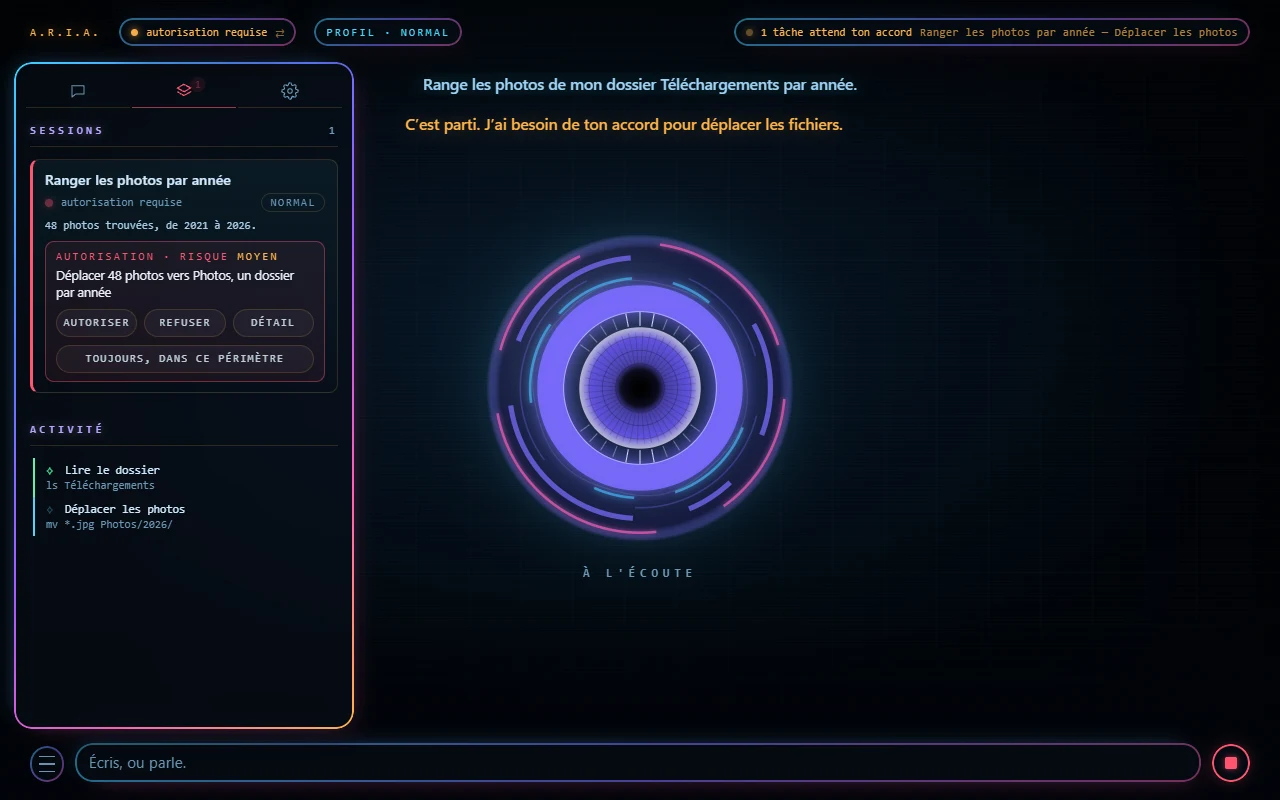 A.R.I.A.
autorisation requise ⇄
PROFIL · NORMAL
1 tâche attend ton accord Ranger les photos par année — Déplacer les photos
1
SESSIONS 1
Ranger les photos par année
autorisation requise NORMAL
48 photos trouvées, de 2021 à 2026.
AUTORISATION · RISQUE MOYEN
Déplacer 48 photos vers Photos, un dossier
par année
AUTORISER REFUSER DÉTAIL
TOUJOURS, DANS CE PÉRIMÈTRE
ACTIVITÉ
Lire le dossier
ls Téléchargements
Déplacer les photos
mv *.jpg Photos/2026/
Range les photos de mon dossier Téléchargements par année.
C’est parti. J’ai besoin de ton accord pour déplacer les fichiers.
À L'ÉCOUTE
Écris, ou parle.